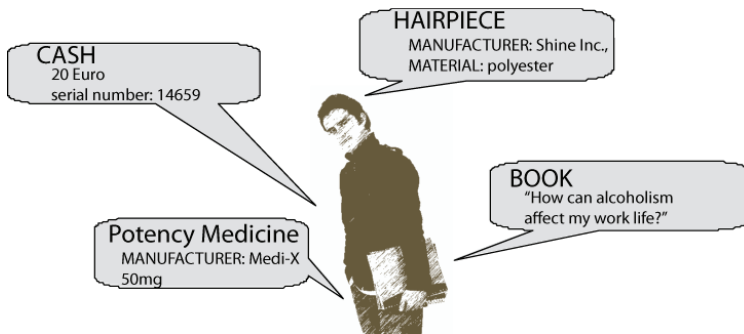 HAIRPIECE
MANUFACTURER: Shine Inc.,
MATERIAL: polyester
CASH
20 Euro
serial number: 14659
BOOK
“How can alcoholism
affect my work life?”
Potency Medicine
MANUFACTURER: Medi-X
50mg